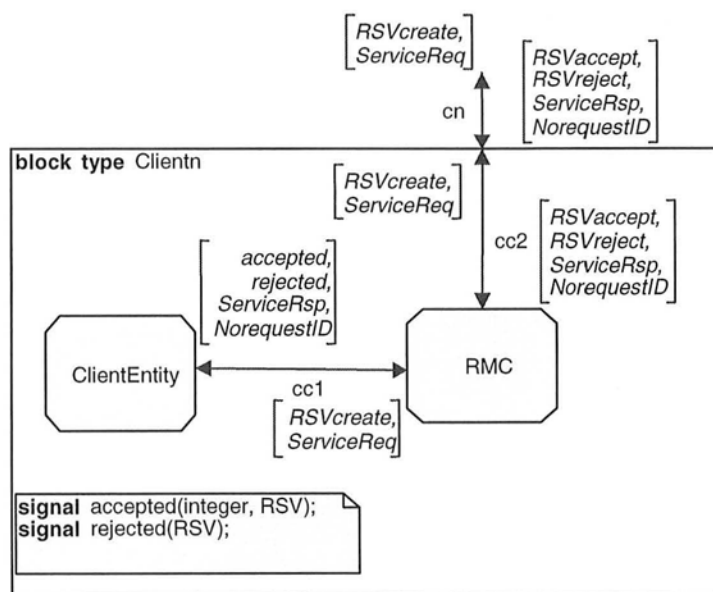 RSVcreate,
ServiceReq
cn
RSVaccept,
RSVreject,
ServiceRsp,
NorequestID
block type Clientn
RSVcreate,
ServiceReq
cc2
RSVaccept,
RSVreject,
ServiceRsp,
NorequestID
accepted,
rejected,
ServiceRsp,
NorequestID
ClientEntity
RMC
cc1
RSVcreate,
ServiceReq
signal accepted(integer, RSV);
signal rejected(RSV);